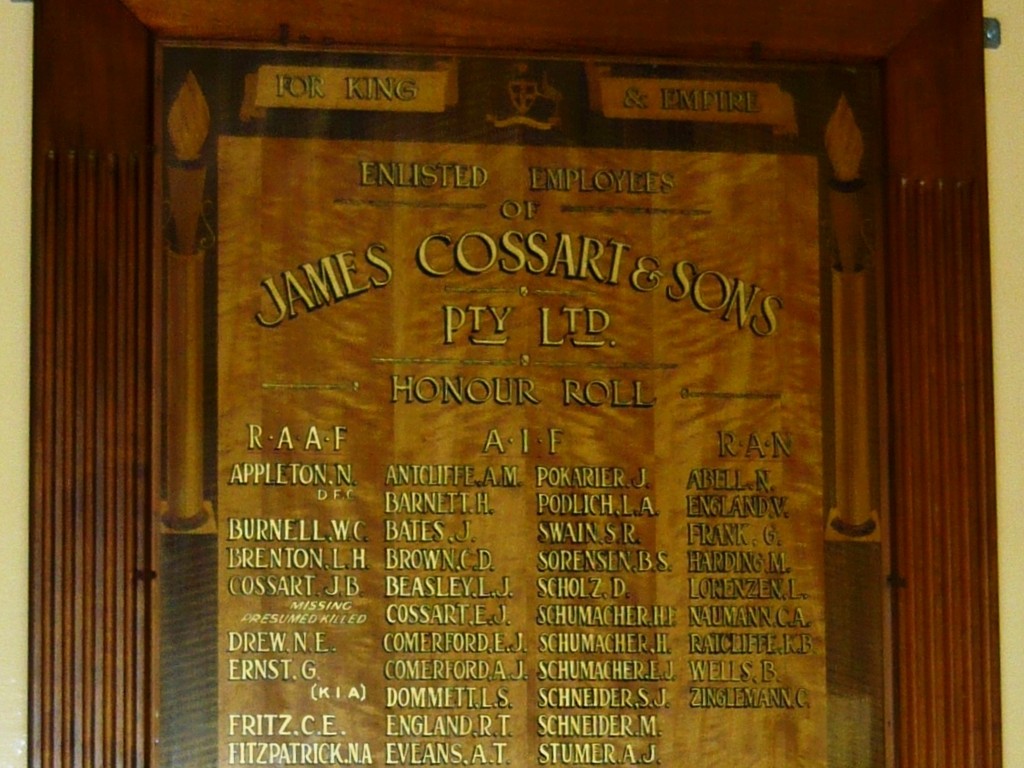 FOR KING & EMPIRE
ENLISTED EMPLOYEES
OF
JAMES COSSART & SONS
PTY LTD.
HONOUR ROLL
R·A·A·F
APPLETON. N.
D F C
BURNELL. W.C.
BRENTON. L. H.
COSSART. J. B.
MISSING
PRESUMED KILLED
DREW. N. E.
ERNST. G.
(K I A)
FRITZ. C. E.
FITZPATRICK. N.A
A·I·F
ANTCLIFFE. A. M.
BARNETT. H.
BATES. J.
BROWN. C. D.
BEASLEY. L. J.
COSSART. E. J.
COMERFORD. E. J.
COMERFORD. A. J.
DOMMETT. L. S.
ENGLAND. R. T.
EVEANS. A. T.
POKARIER. J.
PODLICH. L. A.
SWAIN. S. R.
SORENSEN. B. S.
SCHOLZ. D.
SCHUMACHER.
SCHUMACHER. H.
SCHUMACHER. E. J.
SCHNEIDER. S. J.
SCHNEIDER. M.
STUMER. A. J.
R·A·N
ABELL. N.
ENGLAND. V.
FRANK. G.
HARDING. M.
LORENZEN. L.
NAUMANN. C. A.
RATCLIFFE. K. B.
WELLS. B.
ZINGLEMANN. C.